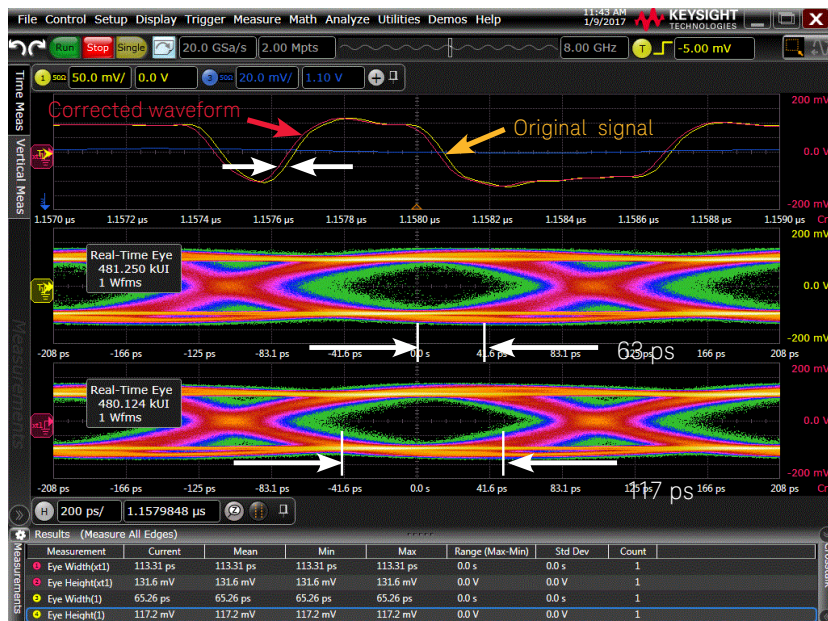 File Control Setup Display Trigger Measure Math Analyze Utilities Demos Help
11:43 AM
1/9/2017
KEYSIGHT
TECHNOLOGIES
Run Stop Single 20.0 GSa/s 2.00 Mpts 8.00 GHz T -5.00 mV
1 50Ω 50.0 mV/ 0.0 V 2 50Ω 20.0 mV/ 1.10 V
Time Meas
Vertical Meas
Measurements
200 mV
Corrected waveform
Original signal
0.0 V
-200 mV
1.1570 µs 1.1572 µs 1.1574 µs 1.1576 µs 1.1578 µs 1.1580 µs 1.1582 µs 1.1584 µs 1.1586 µs 1.1588 µs 1.1590 µs
200 mV
Real-Time Eye
481.250 kUI
1 Wfms
0.0 V
-200 mV
-208 ps -166 ps -125 ps -83.1 ps -41.6 ps 0.0 s 41.6 ps 83.1 ps 125 ps 166 ps 208 ps
63 ps
200 mV
Real-Time Eye
480.124 kUI
1 Wfms
0.0 V
-200 mV
-208 ps -166 ps -125 ps -83.1 ps -41.6 ps 0.0 s 41.6 ps 83.1 ps 125 ps 166 ps 208 ps
117 ps
H 200 ps/ 1.1579848 µs
Results (Measure All Edges)
Measurement Current Mean Min Max Range (Max-Min) Std Dev Count
1 Eye Width(xt1) 113.31 ps 113.31 ps 113.31 ps 113.31 ps 0.0 s 0.0 s 1
2 Eye Height(xt1) 131.6 mV 131.6 mV 131.6 mV 131.6 mV 0.0 V 0.0 V 1
3 Eye Width(1) 65.26 ps 65.26 ps 65.26 ps 65.26 ps 0.0 s 0.0 s 1
4 Eye Height(1) 117.2 mV 117.2 mV 117.2 mV 117.2 mV 0.0 V 0.0 V 1
Measurements